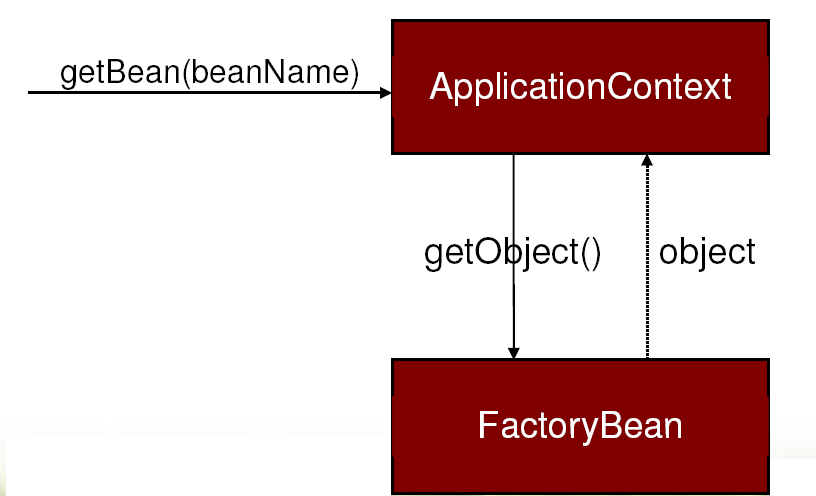 getBean(beanName)
ApplicationContext
getObject()
object
FactoryBean